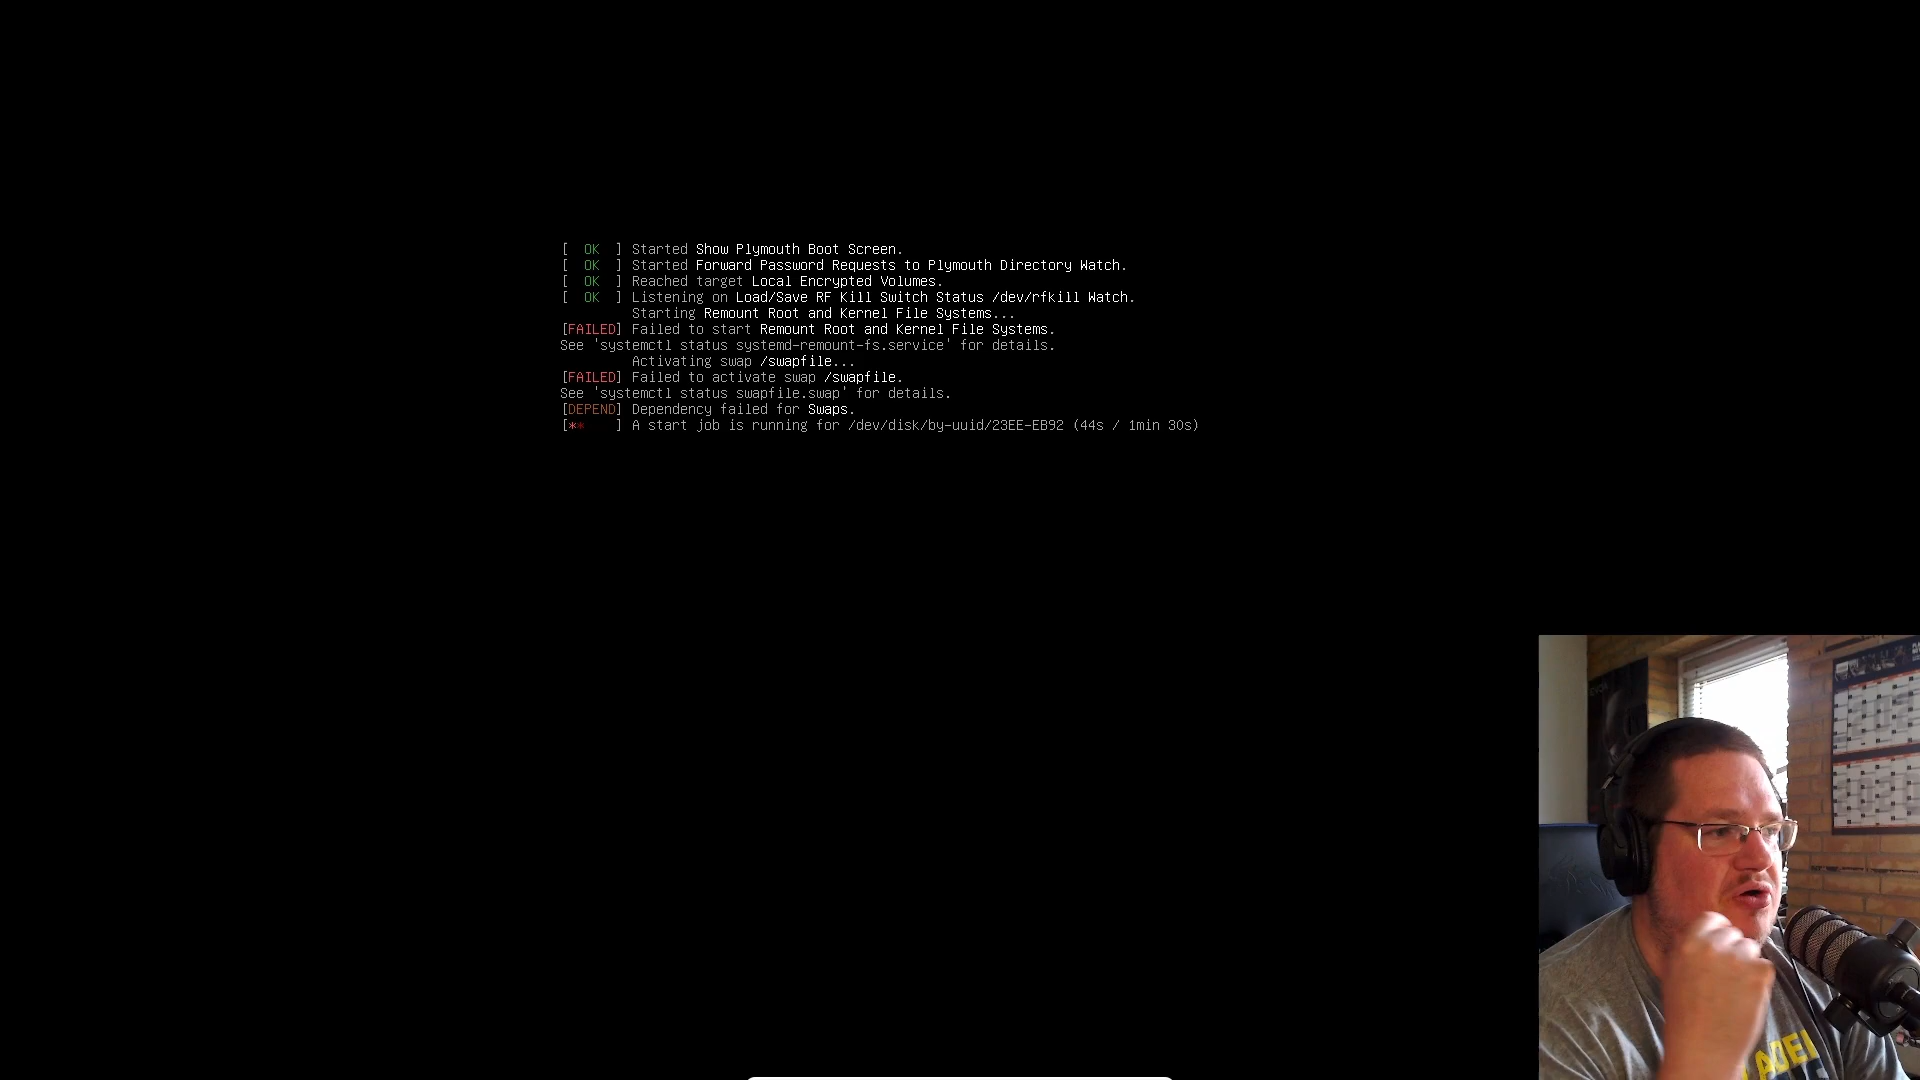 [  OK  ] Started Show Plymouth Boot Screen.
[  OK  ] Started Forward Password Requests to Plymouth Directory Watch.
[  OK  ] Reached target Local Encrypted Volumes.
[  OK  ] Listening on Load/Save RF Kill Switch Status /dev/rfkill Watch.
         Starting Remount Root and Kernel File Systems...
[FAILED] Failed to start Remount Root and Kernel File Systems.
See 'systemctl status systemd-remount-fs.service' for details.
         Activating swap /swapfile...
[FAILED] Failed to activate swap /swapfile.
See 'systemctl status swapfile.swap' for details.
[DEPEND] Dependency failed for Swaps.
[**    ] A start job is running for /dev/disk/by-uuid/23EE-EB92 (44s / 1min 30s)